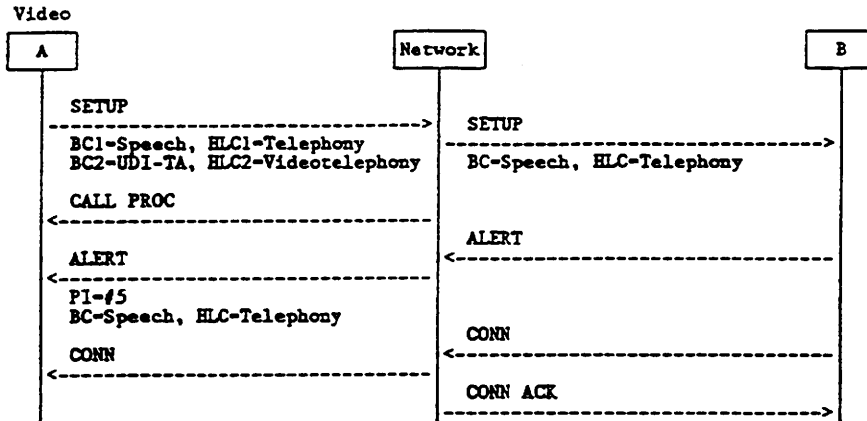 Video
A
Network
B
SETUP
SETUP
BC1=Speech, HLC1=Telephony
BC2=UDI-TA, HLC2=Videotelephony
BC=Speech, HLC=Telephony
CALL PROC
ALERT
ALERT
PI=#5
BC=Speech, HLC=Telephony
CONN
CONN
CONN ACK